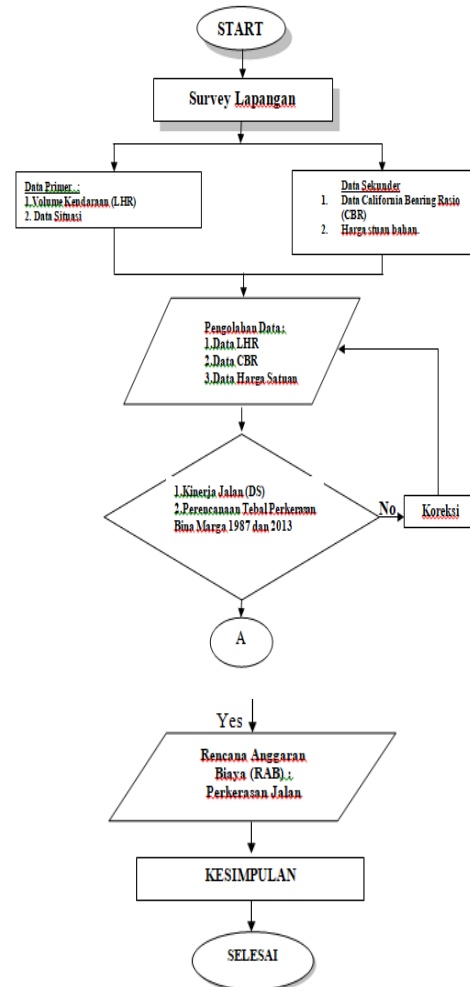 START
Survey Lapangan
Data Primer.:
1.Volume Kendaraan (LHR)
2. Data Situasi
Data Sekunder
1. Data California Bearing Rasio
(CBR)
2. Harga stuan bahan.
Pengolahan Data:
1.Data LHR
2.Data CBR
3.Data Harga Satuan
1.Kinerja Jalan (DS)
2.Perencanaan Tebal Perkerasan
Bina Marga 1987 dan 2013
No
Koreksi
A
Yes
Rencana Anggaran
Biaya (RAB).:
Perkerasan Jalan
KESIMPULAN
SELESAI